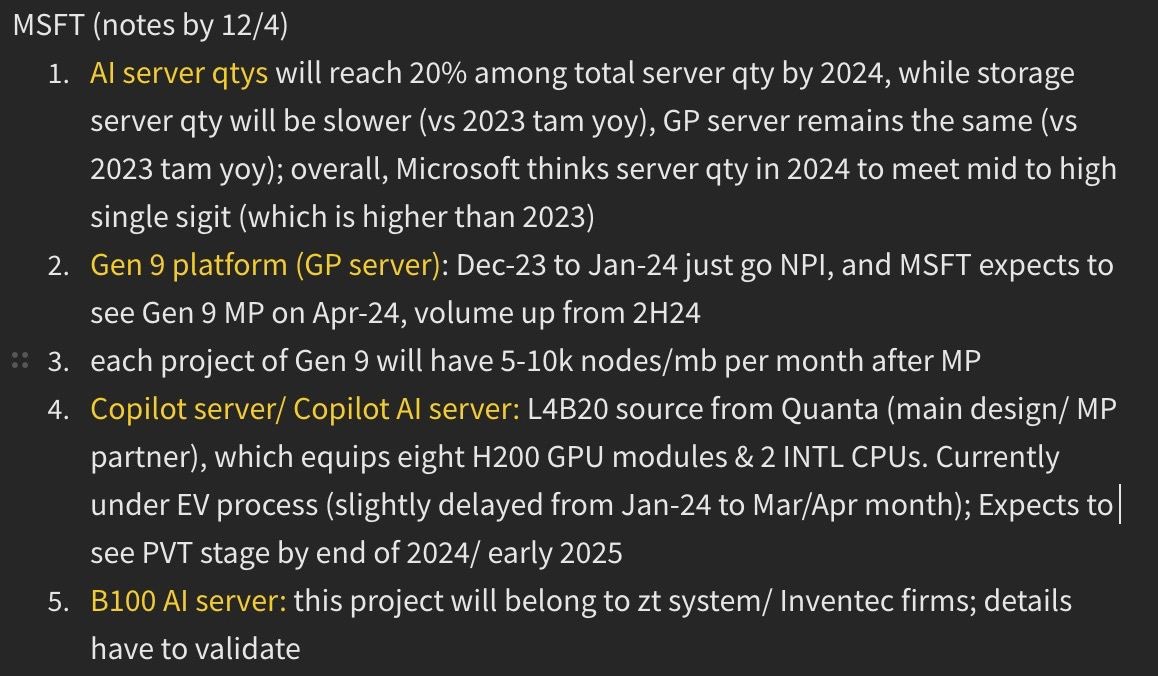 MSFT (notes by 12/4)
1. AI server qtys will reach 20% among total server qty by 2024, while storage
server qty will be slower (vs 2023 tam yoy), GP server remains the same (vs
2023 tam yoy); overall, Microsoft thinks server qty in 2024 to meet mid to high
single sigit (which is higher than 2023)
2. Gen 9 platform (GP server): Dec-23 to Jan-24 just go NPI, and MSFT expects to
see Gen 9 MP on Apr-24, volume up from 2H24
3. each project of Gen 9 will have 5-10k nodes/mb per month after MP
4. Copilot server/ Copilot AI server: L4B20 source from Quanta (main design/ MP
partner), which equips eight H200 GPU modules & 2 INTL CPUs. Currently
under EV process (slightly delayed from Jan-24 to Mar/Apr month); Expects to
see PVT stage by end of 2024/ early 2025
5. B100 AI server: this project will belong to zt system/ Inventec firms; details
have to validate